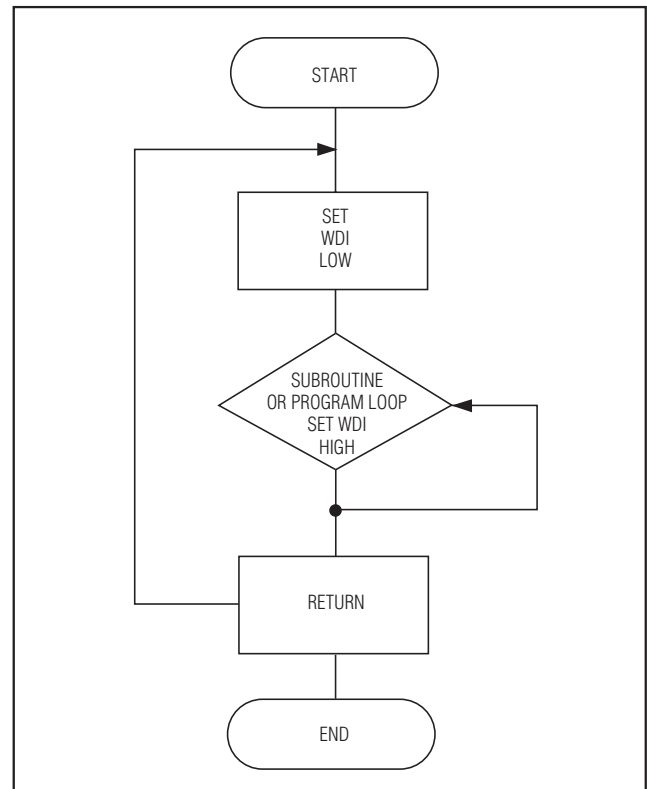 START
SET
WDI
LOW
SUBROUTINE
OR PROGRAM LOOP
SET WDI
HIGH
RETURN
END